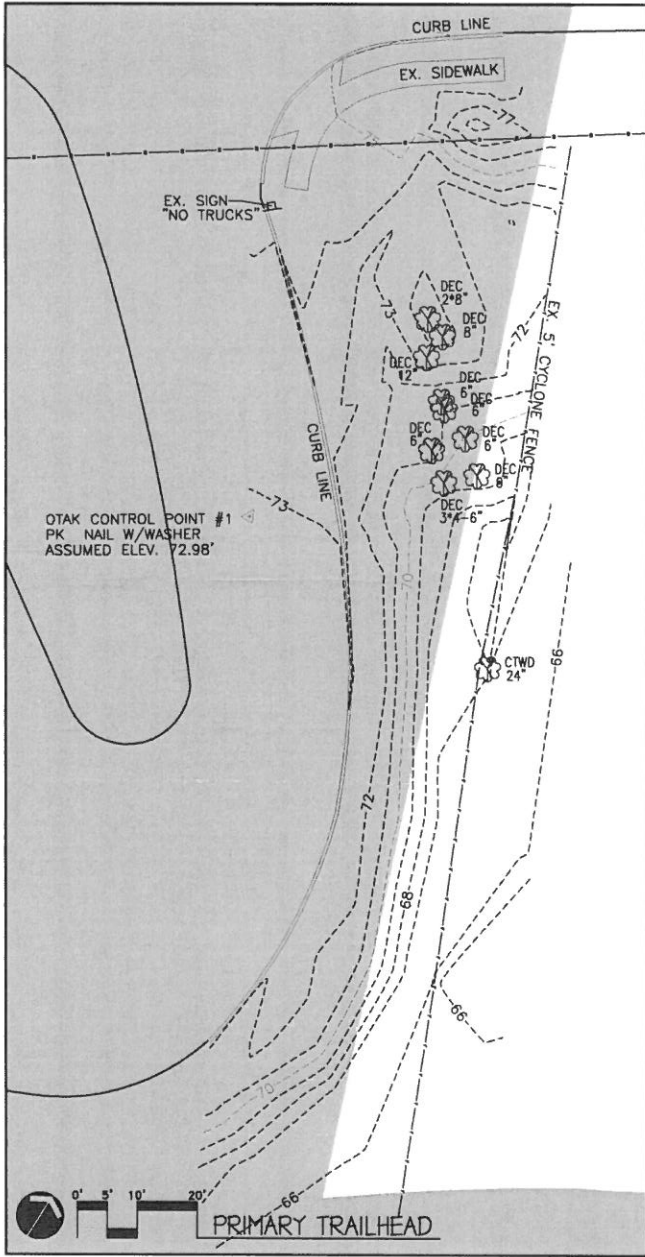 CURB LINE
EX. SIDEWALK
77
75
EX. SIGN
"NO TRUCKS"
DEC
2*8"
73
DEC
8"
72
EX. 5' CYCLONE FENCE
DEC
12"
DEC
6"
DEC
6"
DEC
6"
DEC
6"
CURB LINE
DEC
8"
DEC
3*4-6"
73
OTAK CONTROL POINT #1
PK NAIL W/WASHER
ASSUMED ELEV. 72.98'
70
CTWD
24"
66
72
68
66
70
66
0' 5' 10' 20'
PRIMARY TRAILHEAD